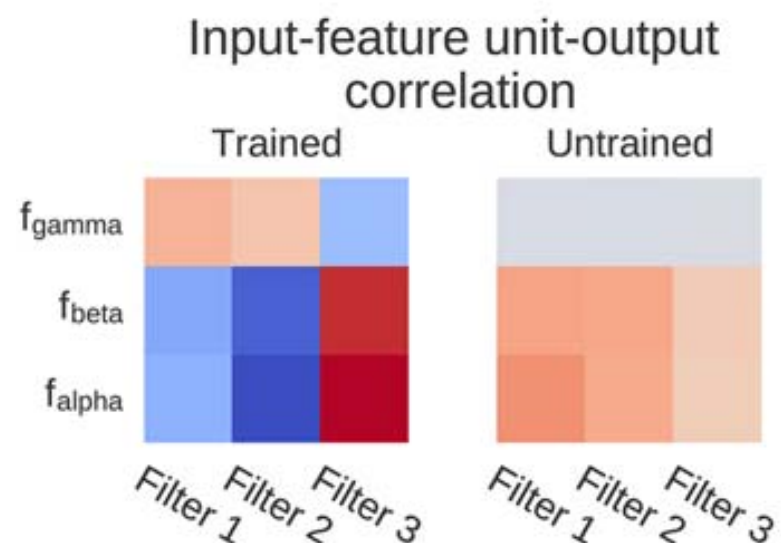 Input-feature unit-output
correlation
Trained
Untrained
fgamma
fbeta
falpha
Filter 1
Filter 2
Filter 3
Filter 1
Filter 2
Filter 3